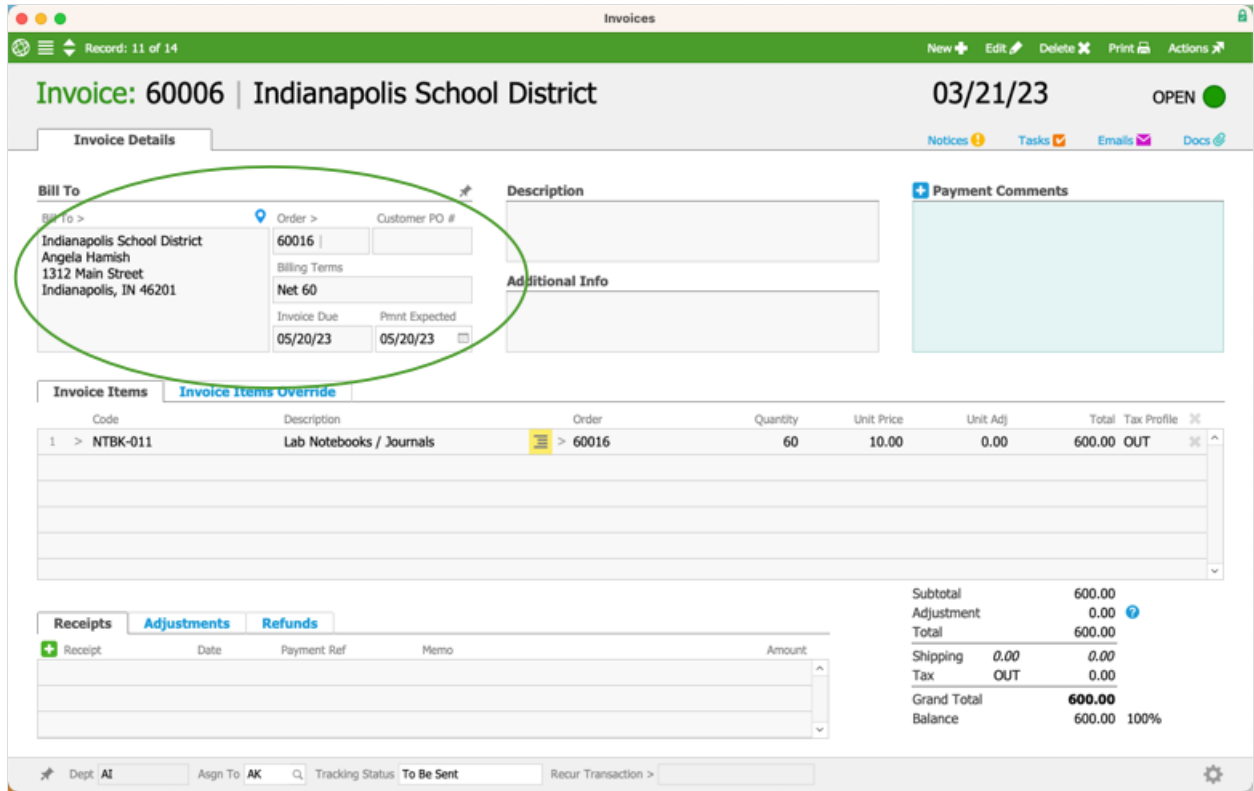 Invoices
Record: 11 of 14
New Edit Delete Print Actions
Invoice: 60006 | Indianapolis School District 03/21/23 OPEN
Invoice Details
Notices Tasks Emails Docs
Bill To
Bill To >
Indianapolis School District
Angela Hamish
1312 Main Street
Indianapolis, IN 46201
Order > Customer PO #
60016
Billing Terms
Net 60
Invoice Due Pmnt Expected
05/20/23 05/20/23
Description
Additional Info
Payment Comments
Invoice Items Invoice Items Override
Code Description Order Quantity Unit Price Unit Adj Total Tax Profile
1 > NTBK-011 Lab Notebooks / Journals > 60016 60 10.00 0.00 600.00 OUT
Receipts Adjustments Refunds
Receipt Date Payment Ref Memo Amount
Subtotal 600.00
Adjustment 0.00 ?
Total 600.00
Shipping 0.00 0.00
Tax OUT 0.00
Grand Total 600.00
Balance 600.00 100%
Dept AI Asgn To AK Tracking Status To Be Sent Recur Transaction >